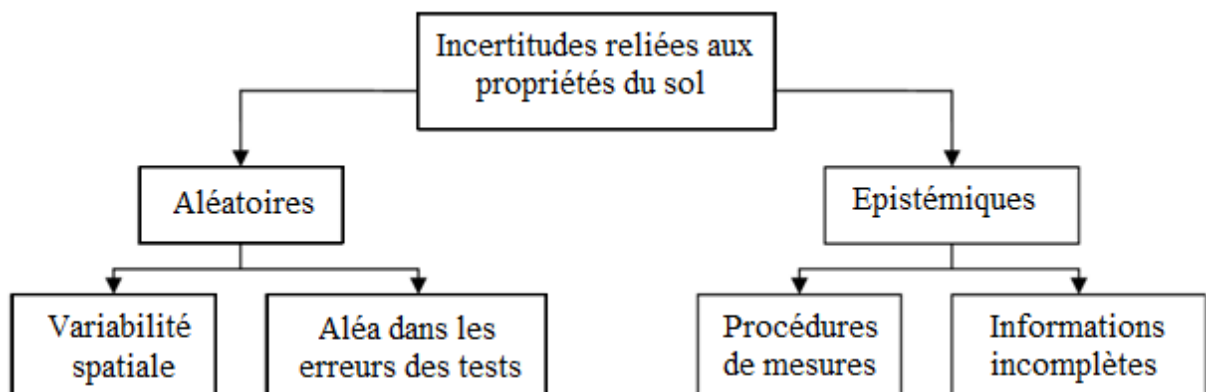 Incertitudes reliées aux
propriétés du sol
Aléatoires
Epistémiques
Variabilité
spatiale
Aléa dans les
erreurs des tests
Procédures
de mesures
Informations
incomplètes